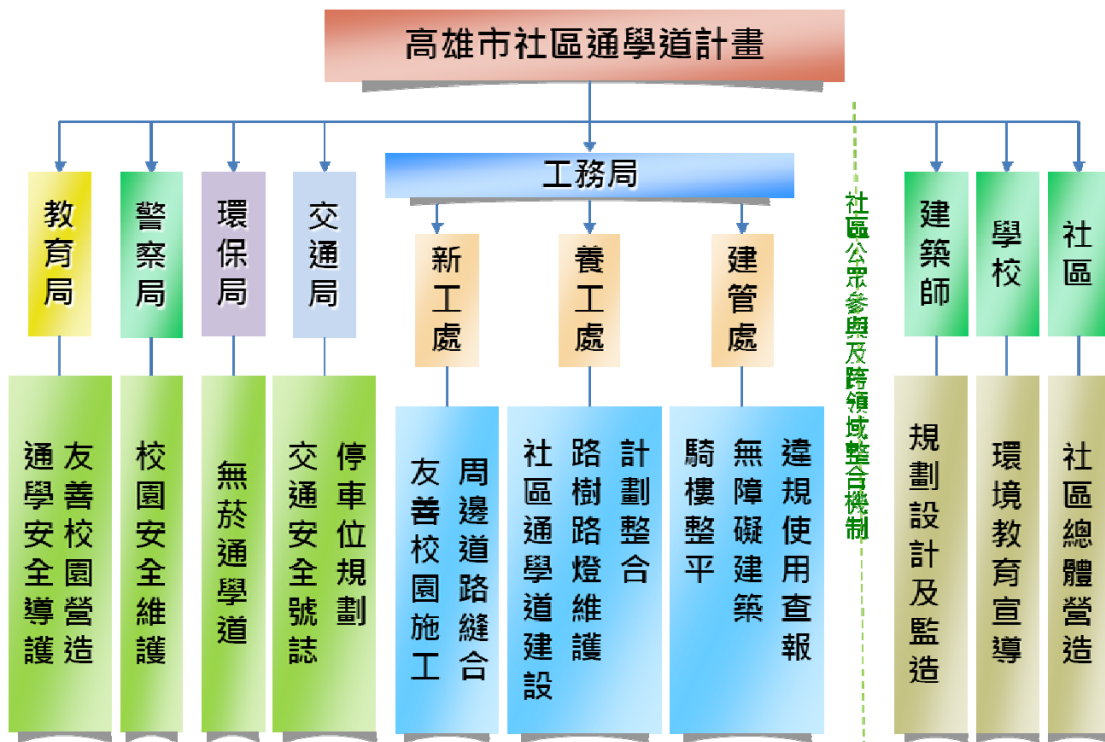 高雄市社區通學道計畫
教育局
警察局
環保局
交通局
工務局
新工處
養工處
建管處
社區公眾參與及跨領域整合機制
建築師
學校
社區
友善校園營造
通學安全導護
校園安全維護
無菸通學道
停車位規劃
交通安全號誌
周邊道路縫合
友善校園施工
計劃整合
路樹路燈維護
社區通學道建設
違規使用查報
無障礙建築
騎樓整平
規劃設計及監造
環境教育宣導
社區總體營造